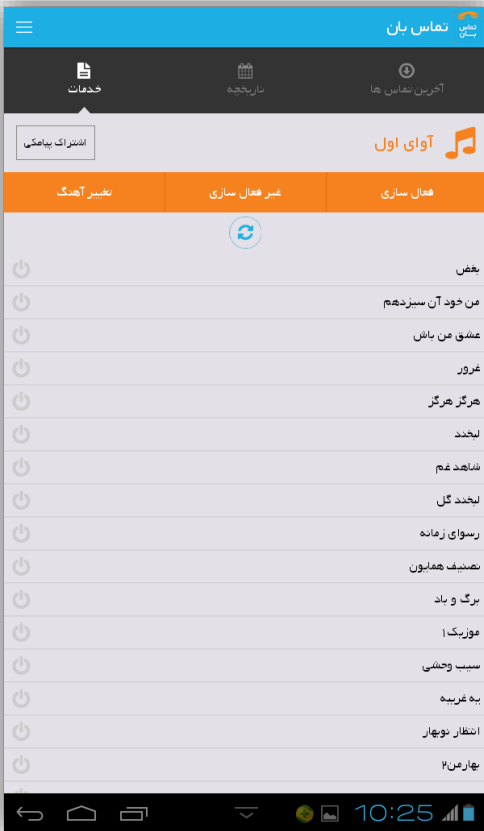 تماس بان
تماس بان
آخرین تماس ها
تاریخچه
خدمات
آوای اول
اشتراک پیامکی
فعال سازی
غیر فعال سازی
تغییر آهنگ
بغض
من خود آن سیزدهم
عشق من باش
غرور
هرگز هرگز
لبخند
شاهد غم
لبخند گل
رسوای زمانه
تصنیف همایون
برگ و باد
موزیک۱
سیب وحشی
یه غریبه
انتظار نوبهار
بهارمن۲
10:25